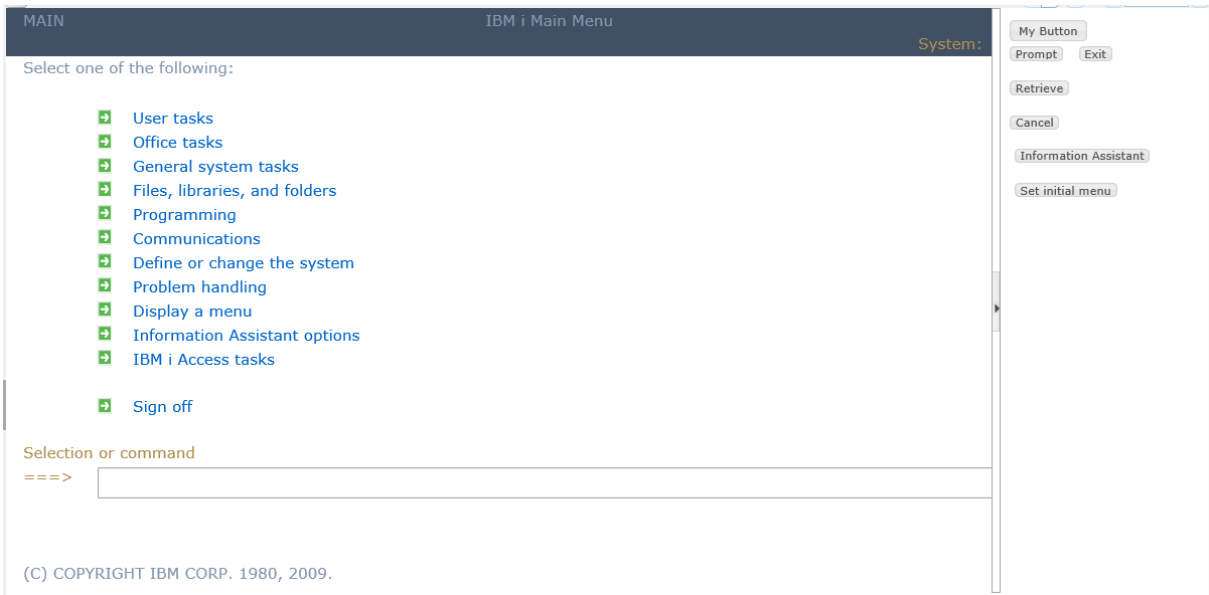 MAIN IBM i Main Menu
System:
Select one of the following:
User tasks
Office tasks
General system tasks
Files, libraries, and folders
Programming
Communications
Define or change the system
Problem handling
Display a menu
Information Assistant options
IBM i Access tasks
Sign off
Selection or command
===>
(C) COPYRIGHT IBM CORP. 1980, 2009.
My Button
Prompt Exit
Retrieve
Cancel
Information Assistant
Set initial menu